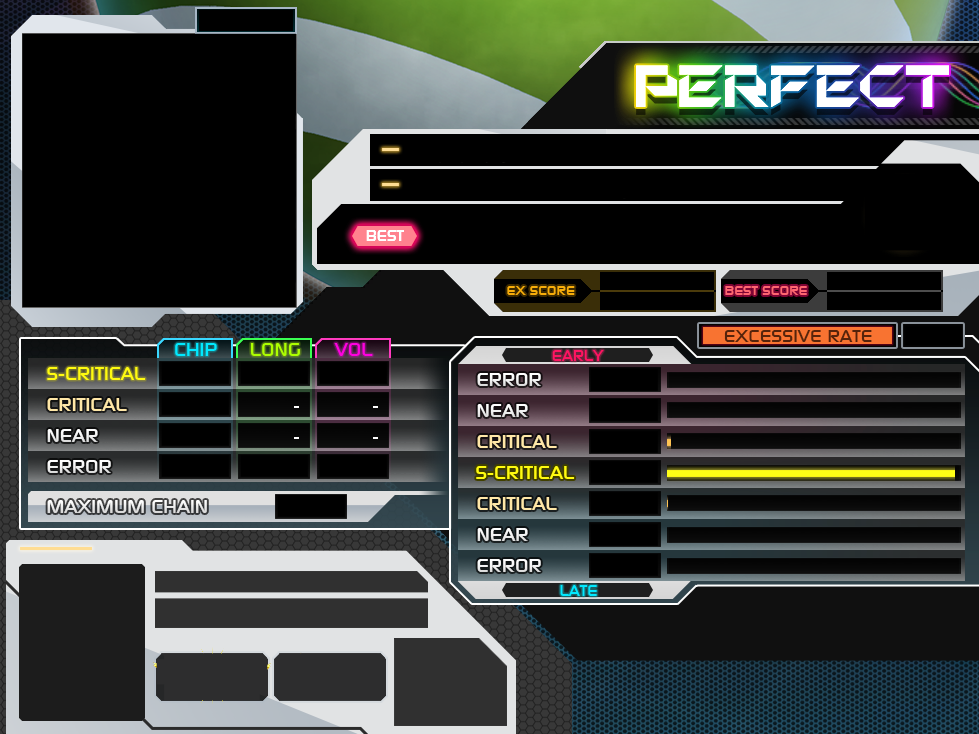 PERFECT
BEST
EX SCORE
BEST SCORE
EXCESSIVE RATE
CHIP LONG VOL
S-CRITICAL
CRITICAL - -
NEAR - -
ERROR
MAXIMUM CHAIN
EARLY
ERROR
NEAR
CRITICAL
S-CRITICAL
CRITICAL
NEAR
ERROR
LATE